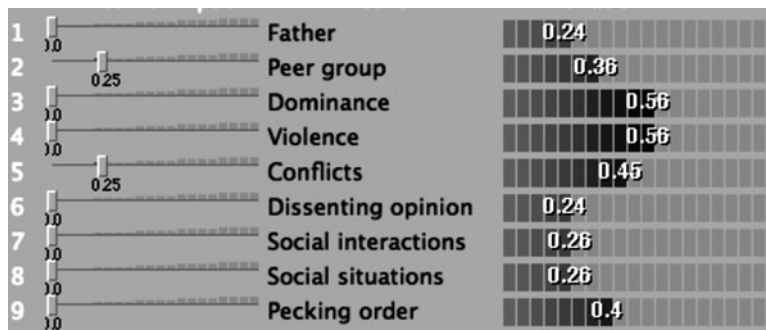 1 0.0 Father 0.24
2 0.25 Peer group 0.36
3 0.0 Dominance 0.56
4 0.0 Violence 0.56
5 0.25 Conflicts 0.45
6 0.0 Dissenting opinion 0.24
7 0.0 Social interactions 0.26
8 0.0 Social situations 0.26
9 0.0 Pecking order 0.4